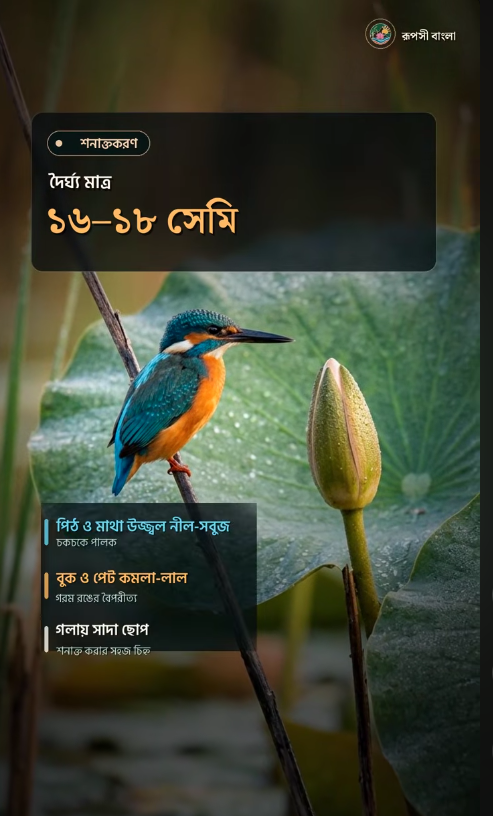 রূপসী বাংলা
শনাক্তকরণ
দৈর্ঘ্য মাত্র
১৬–১৮ সেমি
পিঠ ও মাথা উজ্জ্বল নীল-সবুজ
চকচকে পালক
বুক ও পেট কমলা-লাল
গরম রঙের বৈপরীত্য
গলায় সাদা ছোপ
শনাক্ত করার সহজ চিহ্ন